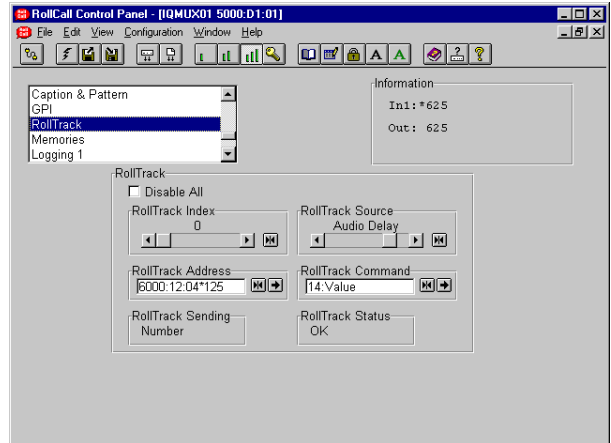 RollCall Control Panel - [IQMUX01 5000:D1:01]
File Edit View Configuration Window Help
A A
Caption & Pattern
GPI
RollTrack
Memories
Logging 1
Information
In1:*625
Out: 625
RollTrack
Disable All
RollTrack Index
0
RollTrack Source
Audio Delay
RollTrack Address
6000:12:04*125
RollTrack Command
14:Value
RollTrack Sending
Number
RollTrack Status
OK